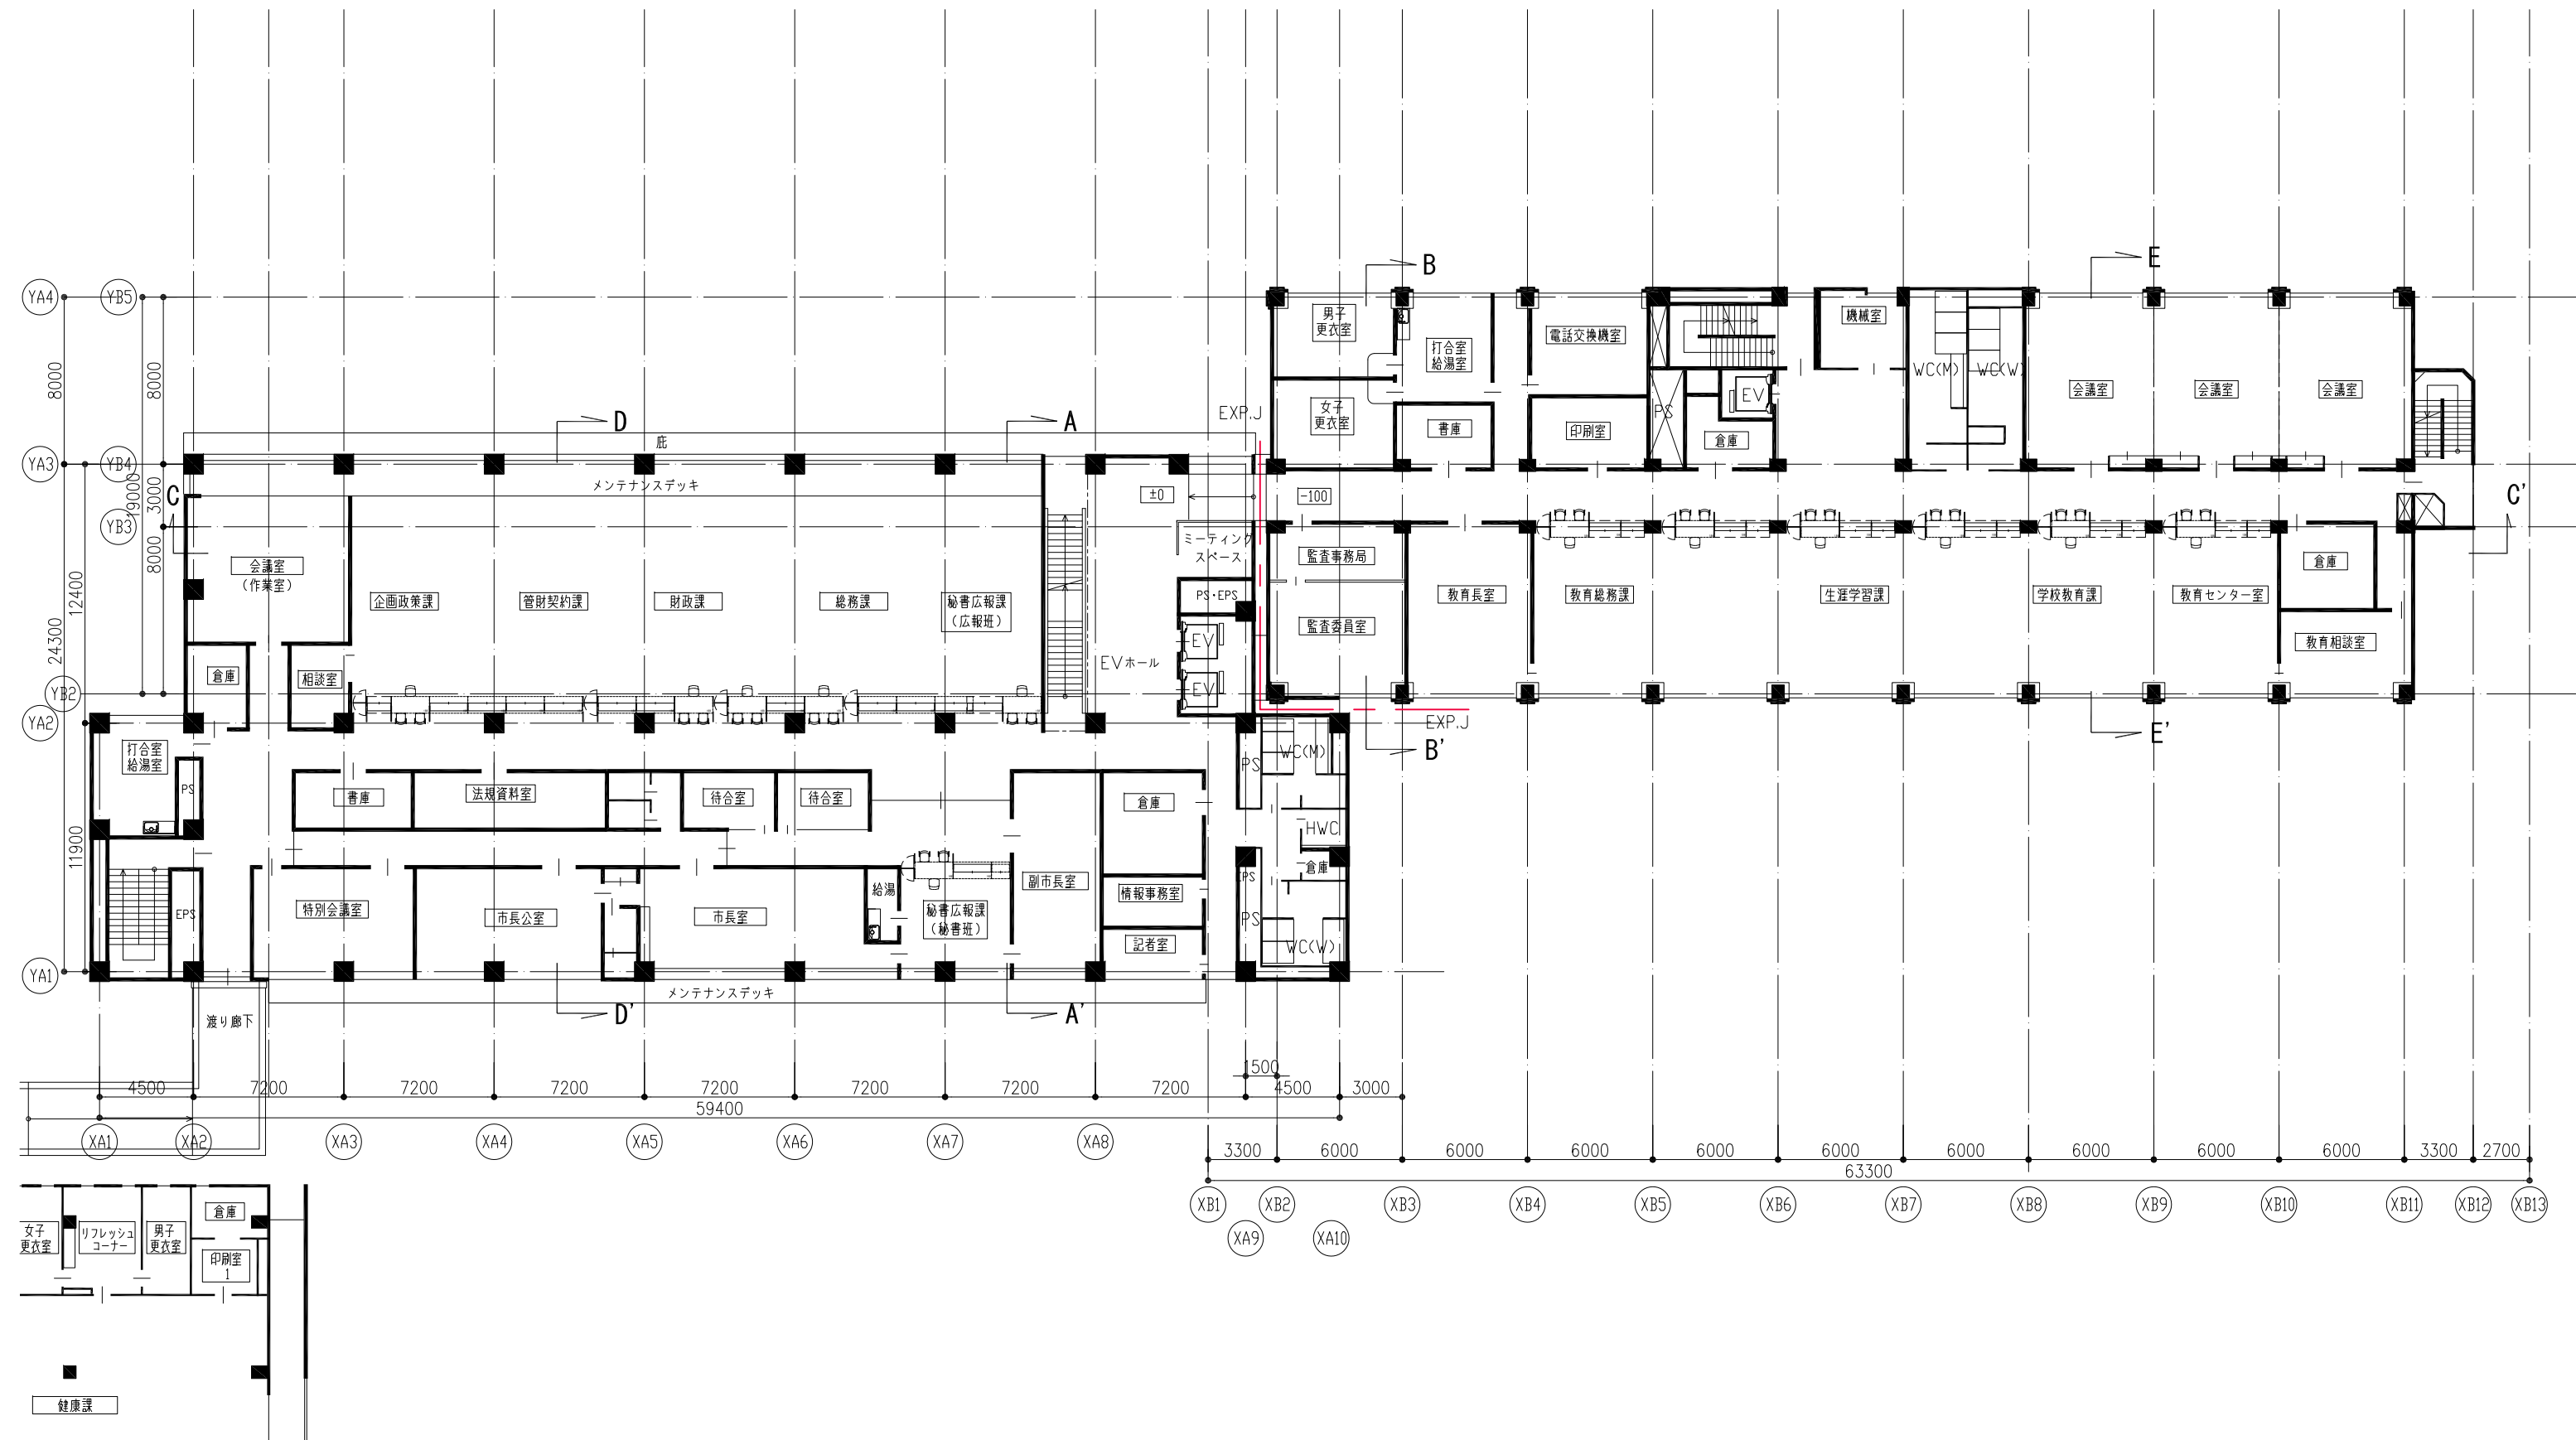 B
E
YA4
YB5
男子
更衣室
打合室
給湯室
電話交換機室
機械室
8000
8000
WC(M)
WC(W)
会議室
会議室
会議室
EV
PS
EXP.J
女子
更衣室
書庫
印刷室
倉庫
D
A
庇
YA3
YB4
メンテナンスデッキ
C
19000
3000
±0
-100
C'
YB3
ミーティング
スペース
監査事務局
倉庫
8000
会議室
(作業室)
12400
企画政策課
管財契約課
財政課
総務課
秘書広報課
(広報班)
PS・EPS
教育長室
教育総務課
生涯学習課
学校教育課
教育センター室
監査委員室
教育相談室
24300
EV
EVホール
倉庫
相談室
EV
YB2
YA2
EXP.J
E'
打合室
給湯室
B'
WC(M)
PS
PS
書庫
法規資料室
待合室
待合室
倉庫
HWC
11900
倉庫
EPS
副市長室
給湯
情報事務室
EPS
特別会議室
市長公室
市長室
秘書広報課
(秘書班)
PS
記者室
WC(W)
YA1
メンテナンスデッキ
D'
A'
渡り廊下
1500
4500
7200
7200
7200
7200
7200
7200
7200
4500
3000
59400
XA1
XA2
XA3
XA4
XA5
XA6
XA7
XA8
3300
6000
6000
6000
6000
6000
6000
6000
6000
6000
3300
2700
63300
XB1
XB2
XB3
XB4
XB5
XB6
XB7
XB8
XB9
XB10
XB11
XB12
XB13
XA9
XA10
倉庫
女子
更衣室
リフレッシュ
コーナー
男子
更衣室
印刷室
1
健康課